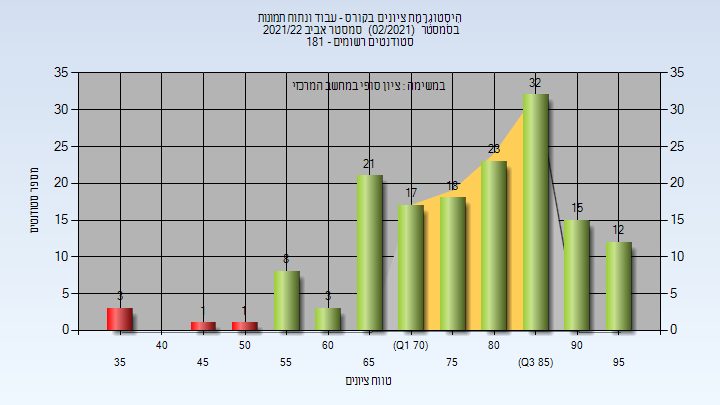 היסטוגרמת ציונים בקורס - עבוד ונתוח תמונות
בסמסטר (02/2021) סמסטר אביב 2021/22
סטודנטים רשומים - 181
במשימה : ציון סופי במחשב המרכזי
מספר סטודנטים
35 35
30 30
25 25
20 20
15 15
10 10
5 5
0 0
3 1 1 8 3 21 17 18 23 32 15 12
40 50 60 (Q1 70) 80 90
35 45 55 65 75 (Q3 85) 95
טווח ציונים